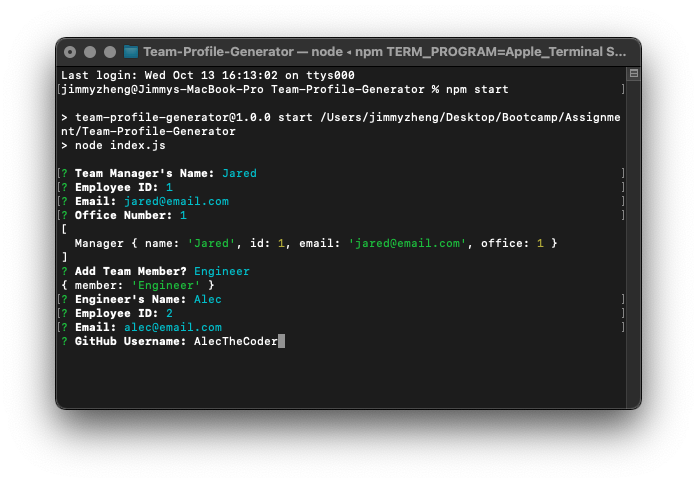 Team-Profile-Generator — node ◂ npm TERM_PROGRAM=Apple_Terminal S...
Last login: Wed Oct 13 16:13:02 on ttys000
[jimmyzheng@Jimmys-MacBook-Pro Team-Profile-Generator % npm start ]

> team-profile-generator@1.0.0 start /Users/jimmyzheng/Desktop/Bootcamp/Assignme
nt/Team-Profile-Generator
> node index.js

[? Team Manager's Name: Jared ]
[? Employee ID: 1 ]
[? Email: jared@email.com ]
[? Office Number: 1 ]
[
  Manager { name: 'Jared', id: 1, email: 'jared@email.com', office: 1 }
]
? Add Team Member? Engineer
{ member: 'Engineer' }
[? Engineer's Name: Alec ]
[? Employee ID: 2 ]
[? Email: alec@email.com ]
? GitHub Username: AlecTheCoder